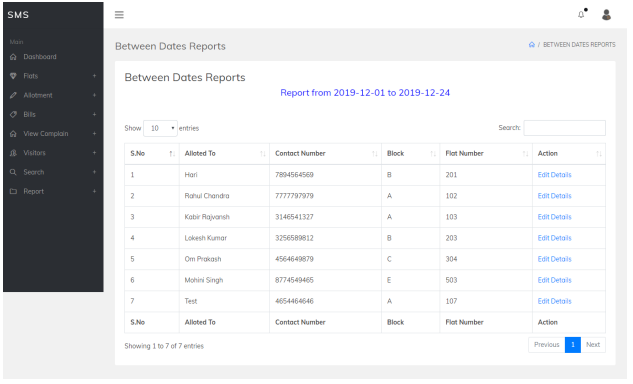 SMS
Main
Dashboard
Flats +
Allotment +
Bills +
View Complain +
Visitors +
Search +
Report +
Between Dates Reports
/ BETWEEN DATES REPORTS
Between Dates Reports
Report from 2019-12-01 to 2019-12-24
Show 10 entries
Search:
S.No Alloted To Contact Number Block Flat Number Action
1 Hari 7894564569 B 201 Edit Details
2 Rahul Chandra 7777797979 A 102 Edit Details
3 Kabir Rajvansh 3146541327 A 103 Edit Details
4 Lokesh Kumar 3256589812 B 203 Edit Details
5 Om Prakash 4564649879 C 304 Edit Details
6 Mohini Singh 8774549465 E 503 Edit Details
7 Test 4654464646 A 107 Edit Details
S.No Alloted To Contact Number Block Flat Number Action
Showing 1 to 7 of 7 entries
Previous 1 Next